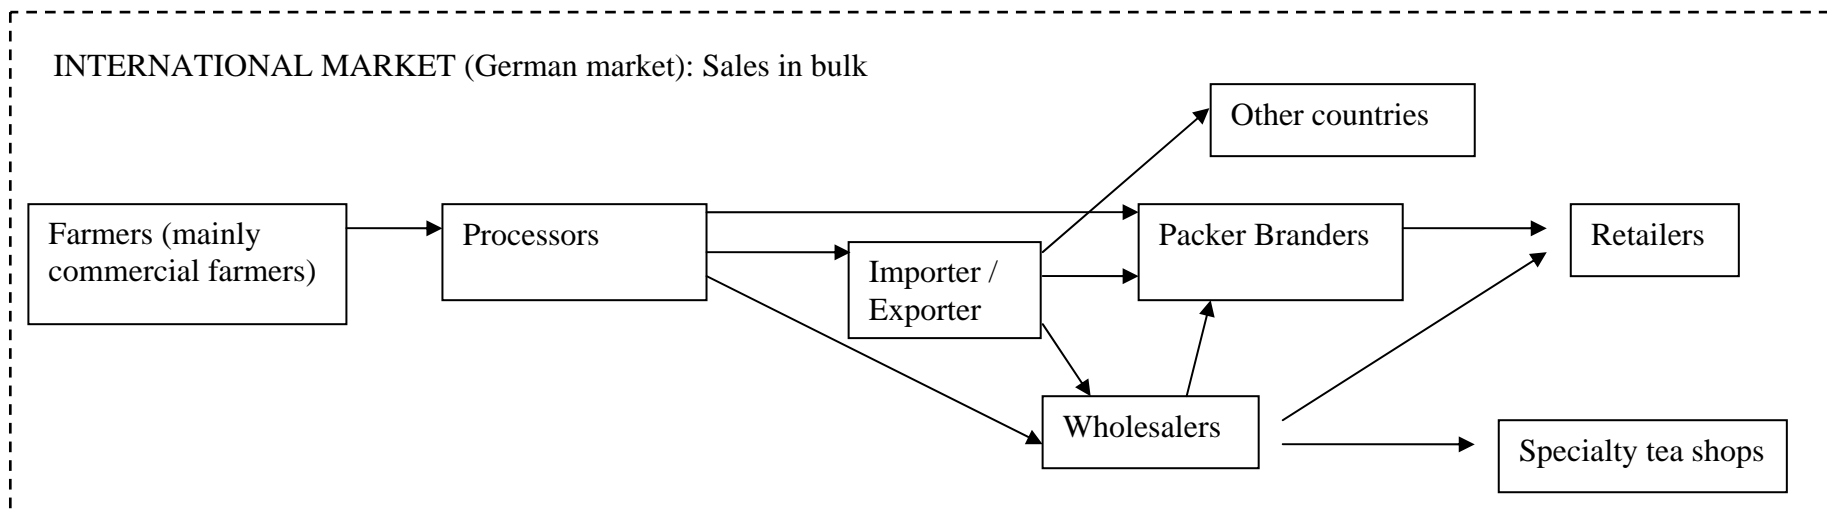 INTERNATIONAL MARKET (German market): Sales in bulk
Other countries
Farmers (mainly
commercial farmers)
Processors
Importer /
Exporter
Packer Branders
Retailers
Wholesalers
Specialty tea shops